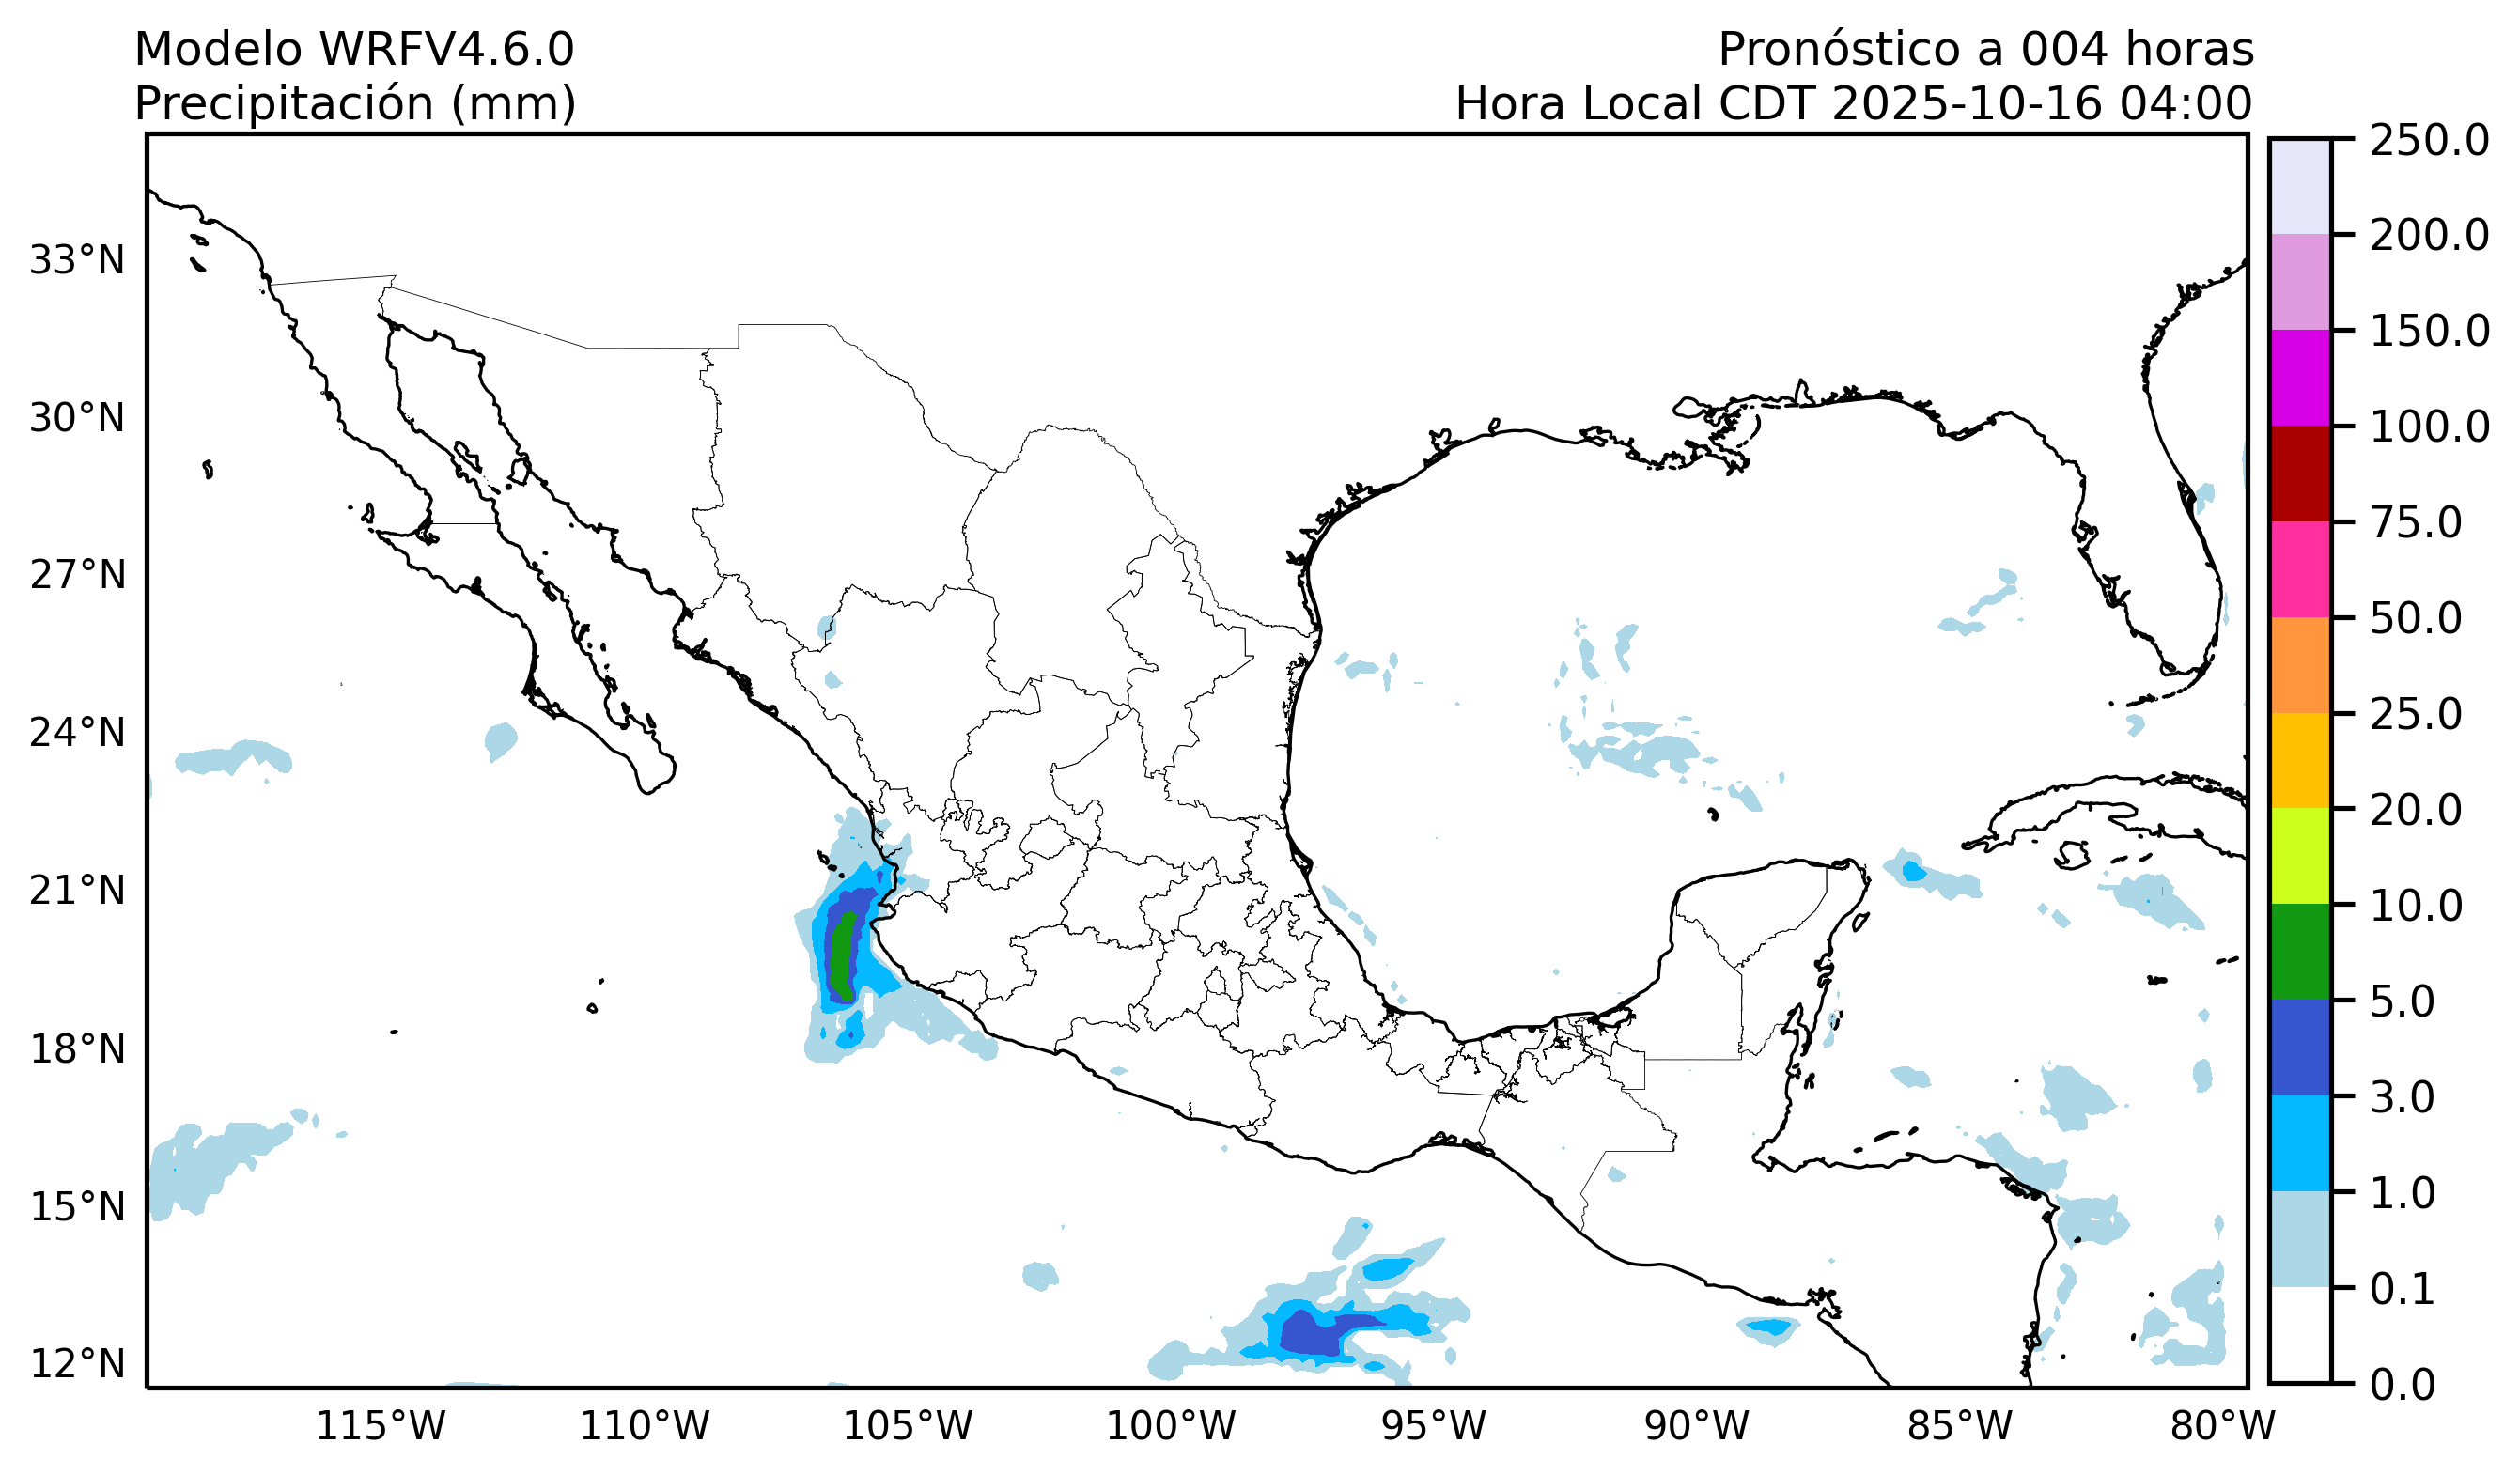 Modelo WRFV4.6.0
Precipitación (mm)
Pronóstico a 004 horas
Hora Local CDT 2025-10-16 04:00
33°N
30°N
27°N
24°N
21°N
18°N
15°N
12°N
115°W
110°W
105°W
100°W
95°W
90°W
85°W
80°W
250.0
200.0
150.0
100.0
75.0
50.0
25.0
20.0
10.0
5.0
3.0
1.0
0.1
0.0